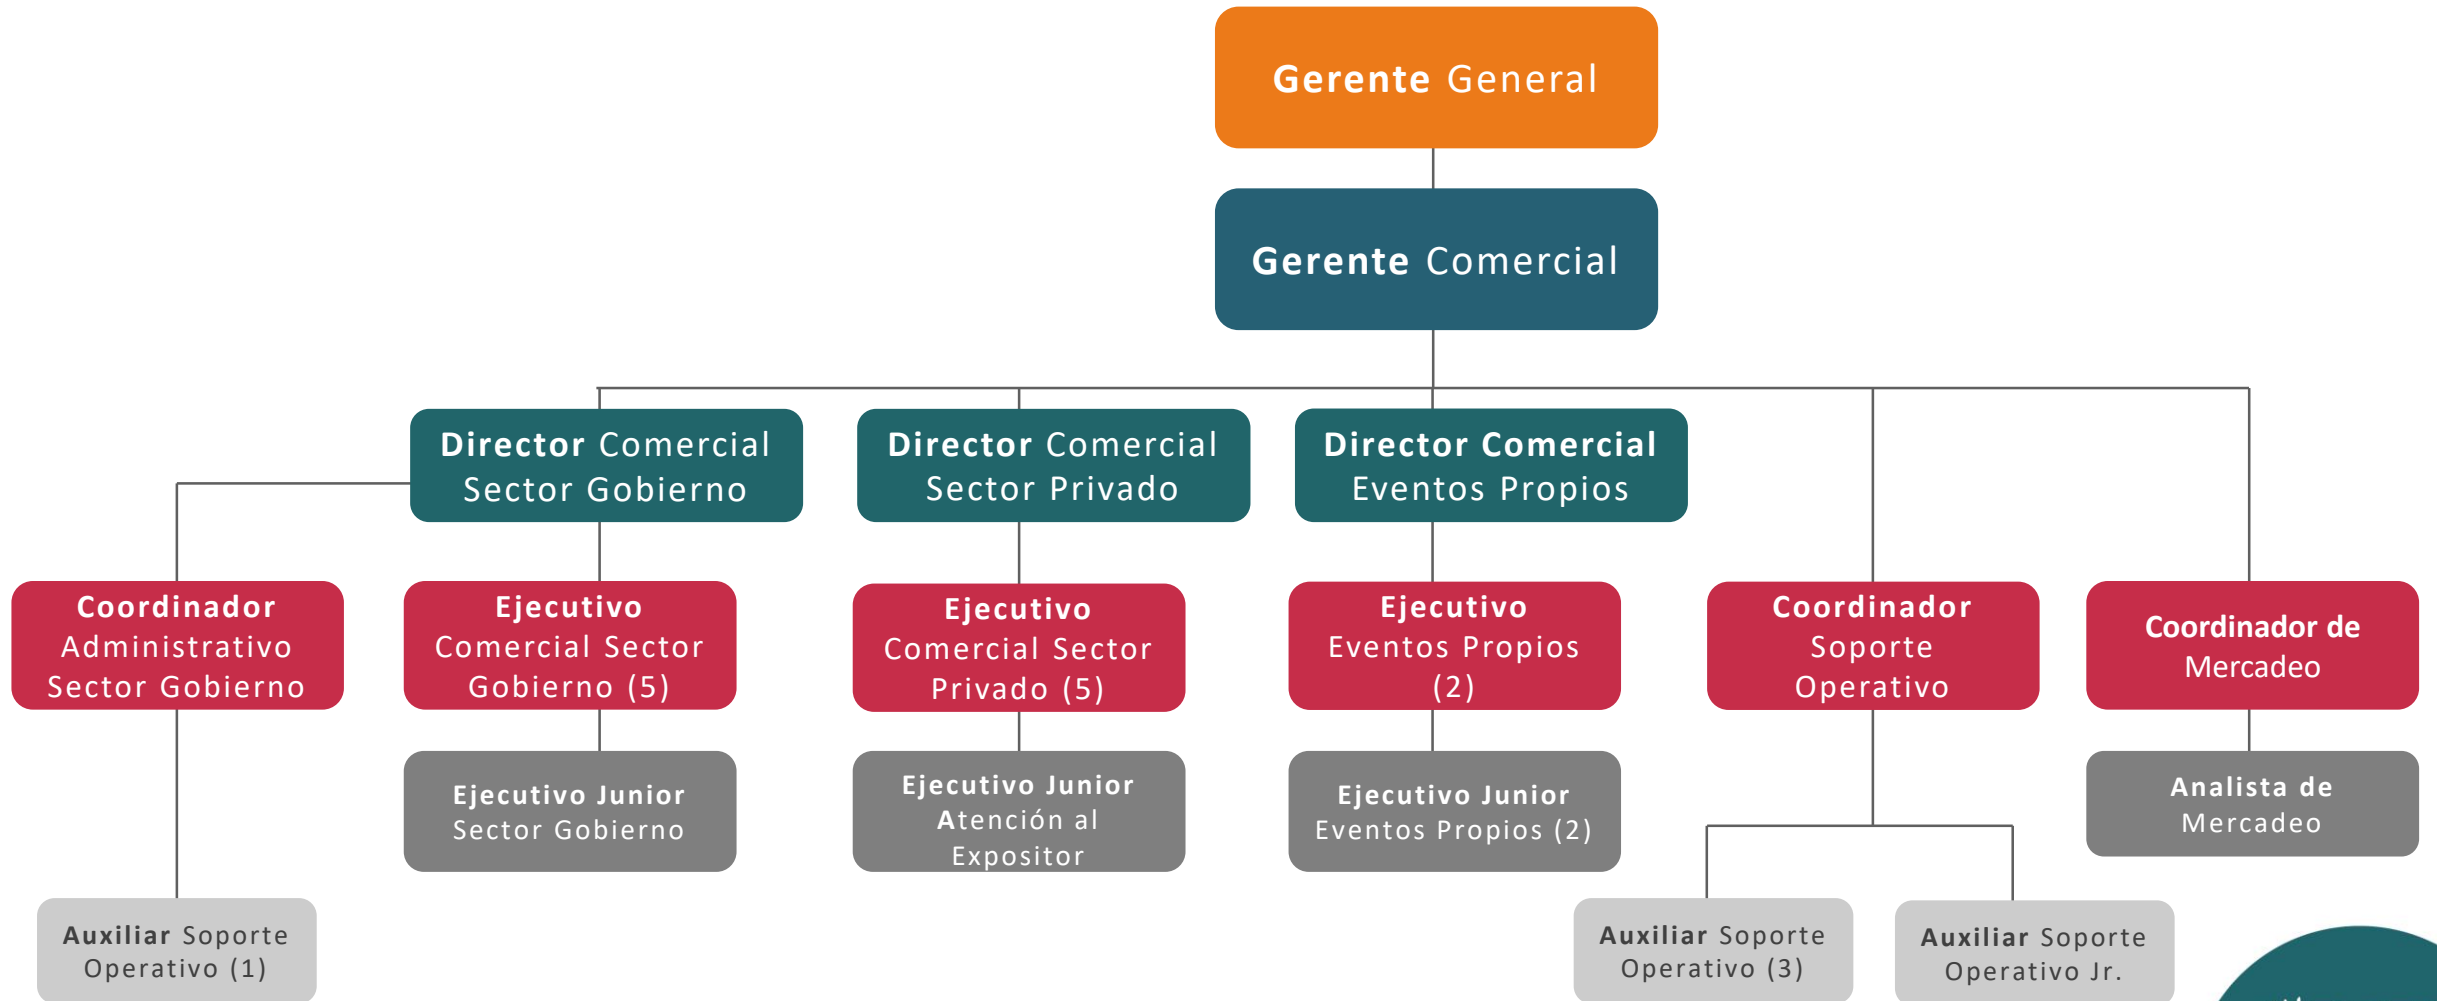 Gerente General
Gerente Comercial
Director Comercial
Sector Gobierno
Director Comercial
Sector Privado
Director Comercial
Eventos Propios
Coordinador
Administrativo
Sector Gobierno
Ejecutivo
Comercial Sector
Gobierno (5)
Ejecutivo
Comercial Sector
Privado (5)
Ejecutivo
Eventos Propios
(2)
Coordinador
Soporte
Operativo
Coordinador de
Mercadeo
Ejecutivo Junior
Sector Gobierno
Ejecutivo Junior
Atención al
Expositor
Ejecutivo Junior
Eventos Propios (2)
Analista de
Mercadeo
Auxiliar Soporte
Operativo (1)
Auxiliar Soporte
Operativo (3)
Auxiliar Soporte
Operativo Jr.